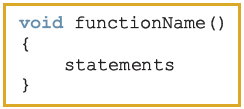 void functionName()
{
    statements
}